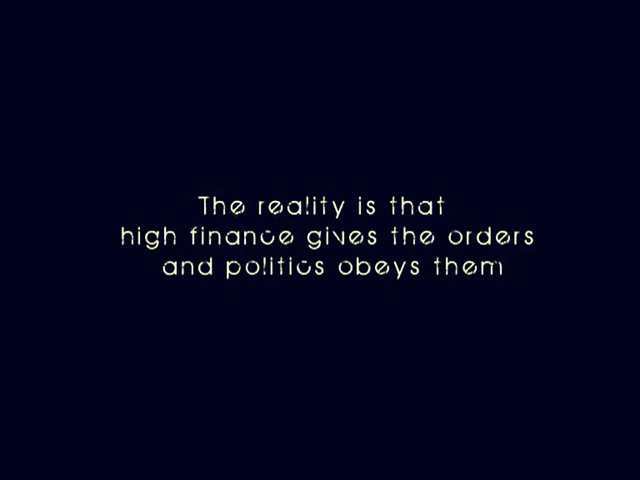 The reality is that
high finance gives the orders
and politics obeys them